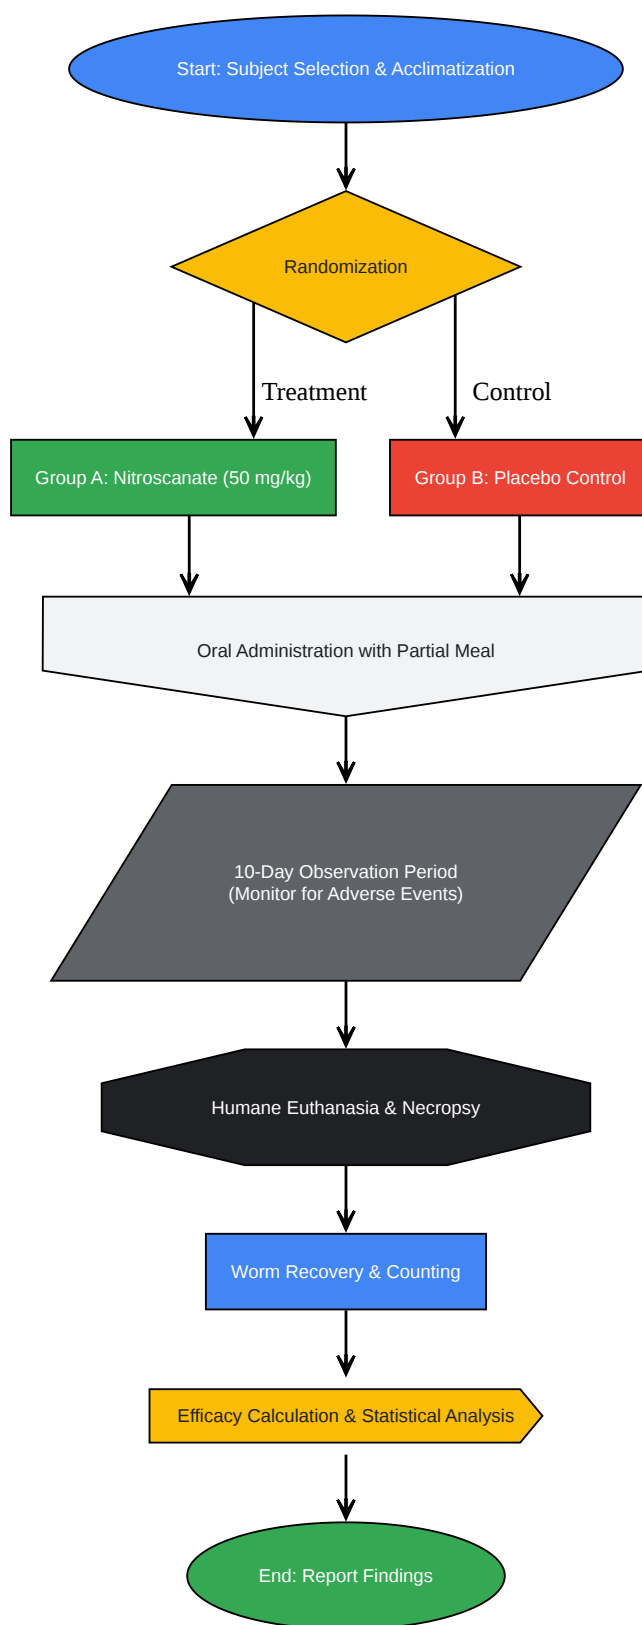 Start: Subject Selection & Acclimatization
Randomization
Treatment
Control
Group A: Nitroscanate (50 mg/kg)
Group B: Placebo Control
Oral Administration with Partial Meal
10-Day Observation Period
(Monitor for Adverse Events)
Humane Euthanasia & Necropsy
Worm Recovery & Counting
Efficacy Calculation & Statistical Analysis
End: Report Findings